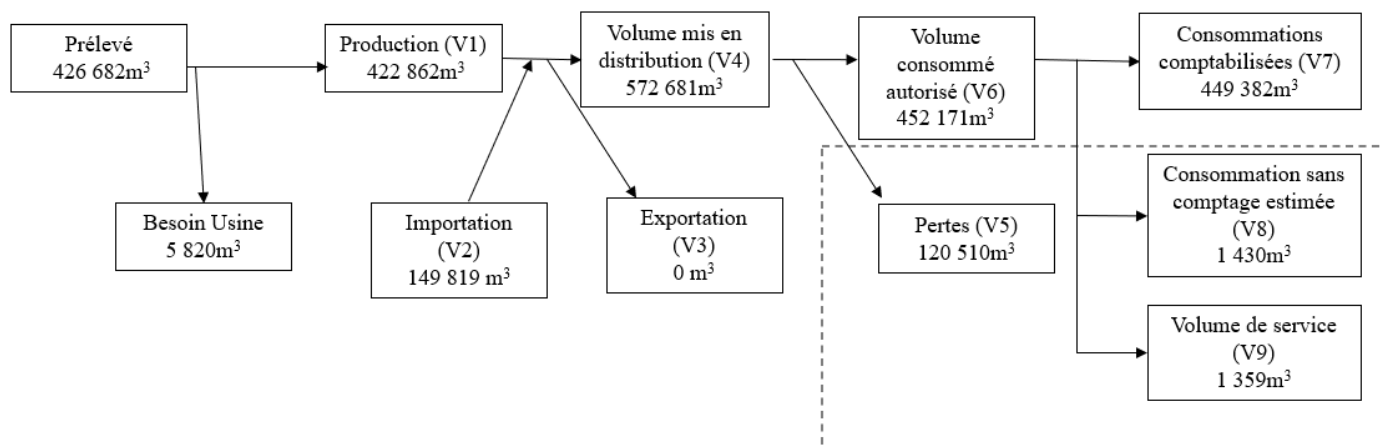 Prélevé
426 682m³
Production (V1)
422 862m³
Volume mis en
distribution (V4)
572 681m³
Volume
consommé
autorisé (V6)
452 171m³
Consommations
comptabilisées (V7)
449 382m³
Besoin Usine
5 820m³
Importation
(V2)
149 819 m³
Exportation
(V3)
0 m³
Pertes (V5)
120 510m³
Consommation sans
comptage estimée
(V8)
1 430m³
Volume de service
(V9)
1 359m³